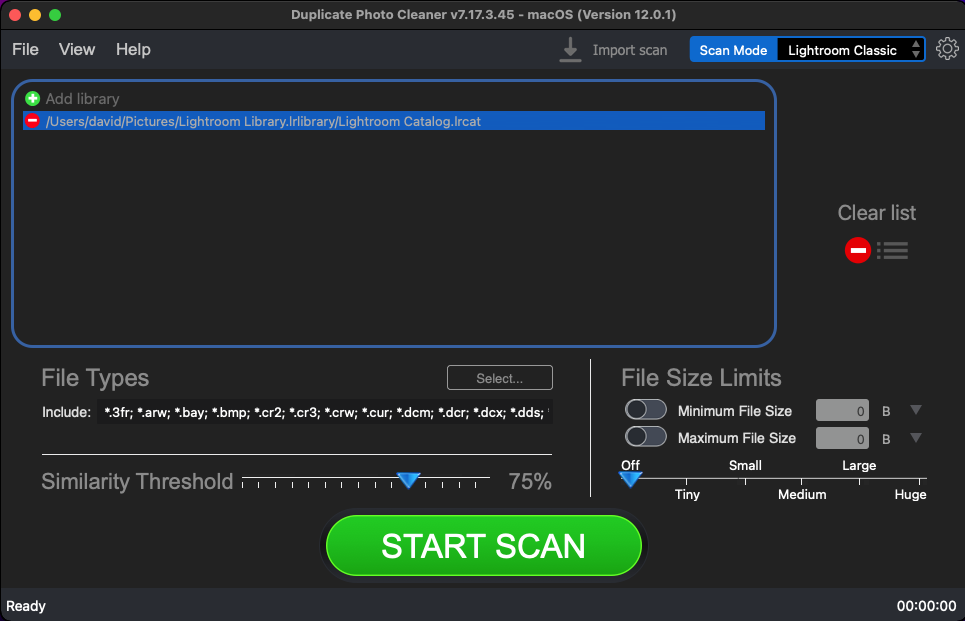 Duplicate Photo Cleaner v7.17.3.45 - macOS (Version 12.0.1)
File View Help Import scan Scan Mode Lightroom Classic
Add library
/Users/david/Pictures/Lightroom Library.lrlibrary/Lightroom Catalog.lrcat
Clear list
File Types Select...
Include: *.3fr; *.arw; *.bay; *.bmp; *.cr2; *.cr3; *.crw; *.cur; *.dcm; *.dcr; *.dcx; *.dds;
Similarity Threshold 75%
File Size Limits
Minimum File Size 0 B
Maximum File Size 0 B
Off Small Large
Tiny Medium Huge
START SCAN
Ready 00:00:00